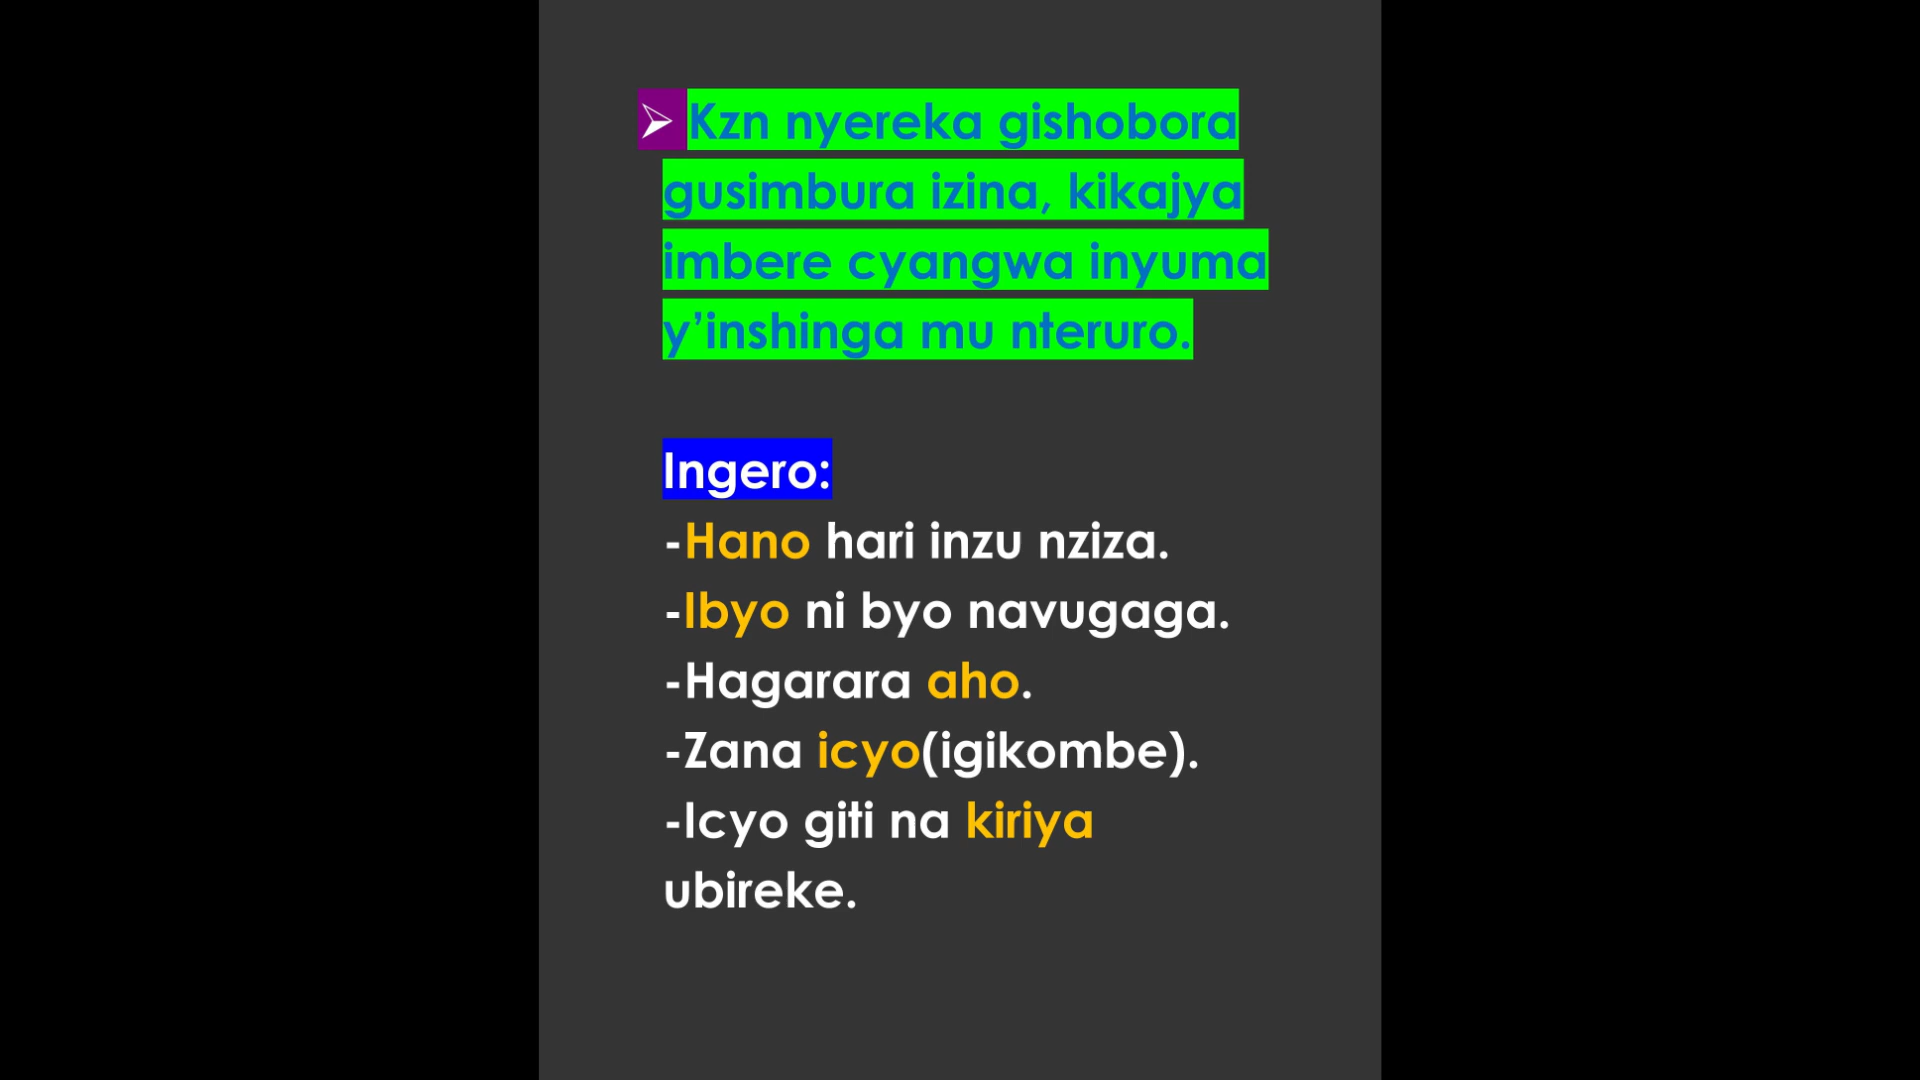 ➢ Kzn nyereka gishobora
gusimbura izina, kikajya
imbere cyangwa inyuma
y’inshinga mu nteruro.
Ingero:
-Hano hari inzu nziza.
-Ibyo ni byo navugaga.
-Hagarara aho.
-Zana icyo(igikombe).
-Icyo giti na kiriya
ubireke.